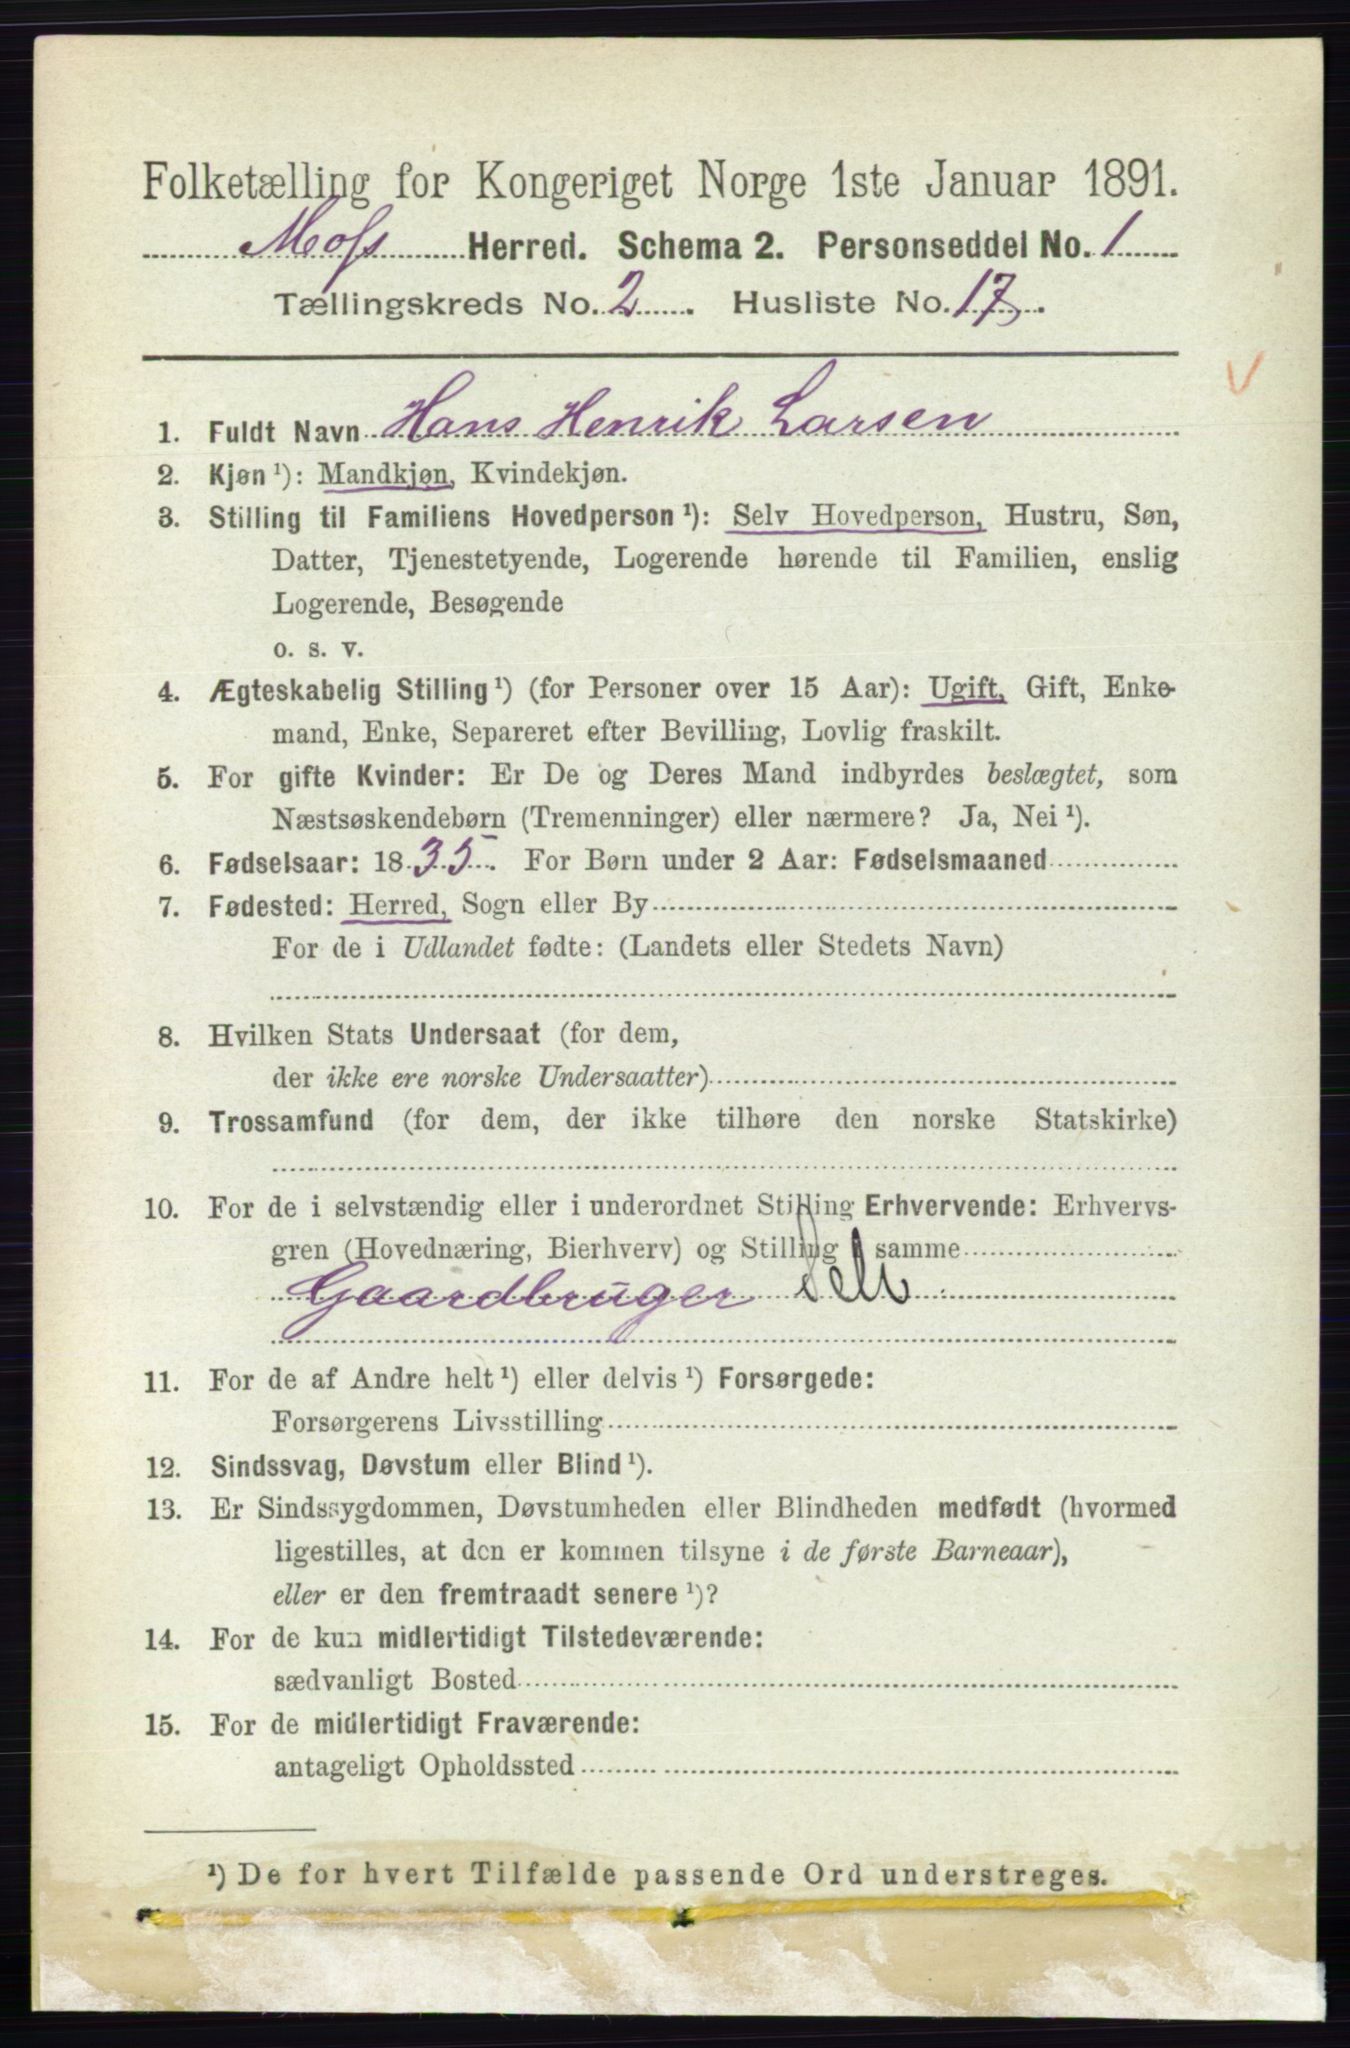 Folketælling for Kongeriget Norge 1ste Januar 1891.
Moss Herred. Schema 2. Personseddel No. 1
Tællingskreds No. 2. Husliste No. 17.
1. Fuldt Navn Hans Henrik Larsen
2. Kjøn ¹): Mandkjøn, Kvindekjøn.
3. Stilling til Familiens Hovedperson ¹): Selv Hovedperson, Hustru, Søn,
Datter, Tjenestetyende, Logerende hørende til Familien, enslig
Logerende, Besøgende
o. s. v.
4. Ægteskabelig Stilling ¹) (for Personer over 15 Aar): Ugift, Gift, Enke-
mand, Enke, Separeret efter Bevilling, Lovlig fraskilt.
5. For gifte Kvinder: Er De og Deres Mand indbyrdes beslægtet, som
Næstsøskendebørn (Tremenninger) eller nærmere? Ja, Nei ¹).
6. Fødselsaar: 1835. For Børn under 2 Aar: Fødselsmaaned
7. Fødested: Herred, Sogn eller By
For de i Udlandet fødte: (Landets eller Stedets Navn)
8. Hvilken Stats Undersaat (for dem,
der ikke ere norske Undersaatter)
9. Trossamfund (for dem, der ikke tilhøre den norske Statskirke)
10. For de i selvstændig eller i underordnet Stilling Erhvervende: Erhvervs-
gren (Hovednæring, Bierhverv) og Stilling i samme
Gaardbruger Selv
11. For de af Andre helt ¹) eller delvis ¹) Forsørgede:
Forsørgerens Livsstilling
12. Sindssvag, Døvstum eller Blind ¹).
13. Er Sindssygdommen, Døvstumheden eller Blindheden medfødt (hvormed
ligestilles, at den er kommen tilsyne i de første Barneaar),
eller er den fremtraadt senere ¹)?
14. For de kun midlertidigt Tilstedeværende:
sædvanligt Bosted
15. For de midlertidigt Fraværende:
antageligt Opholdssted
¹) De for hvert Tilfælde passende Ord understreges.